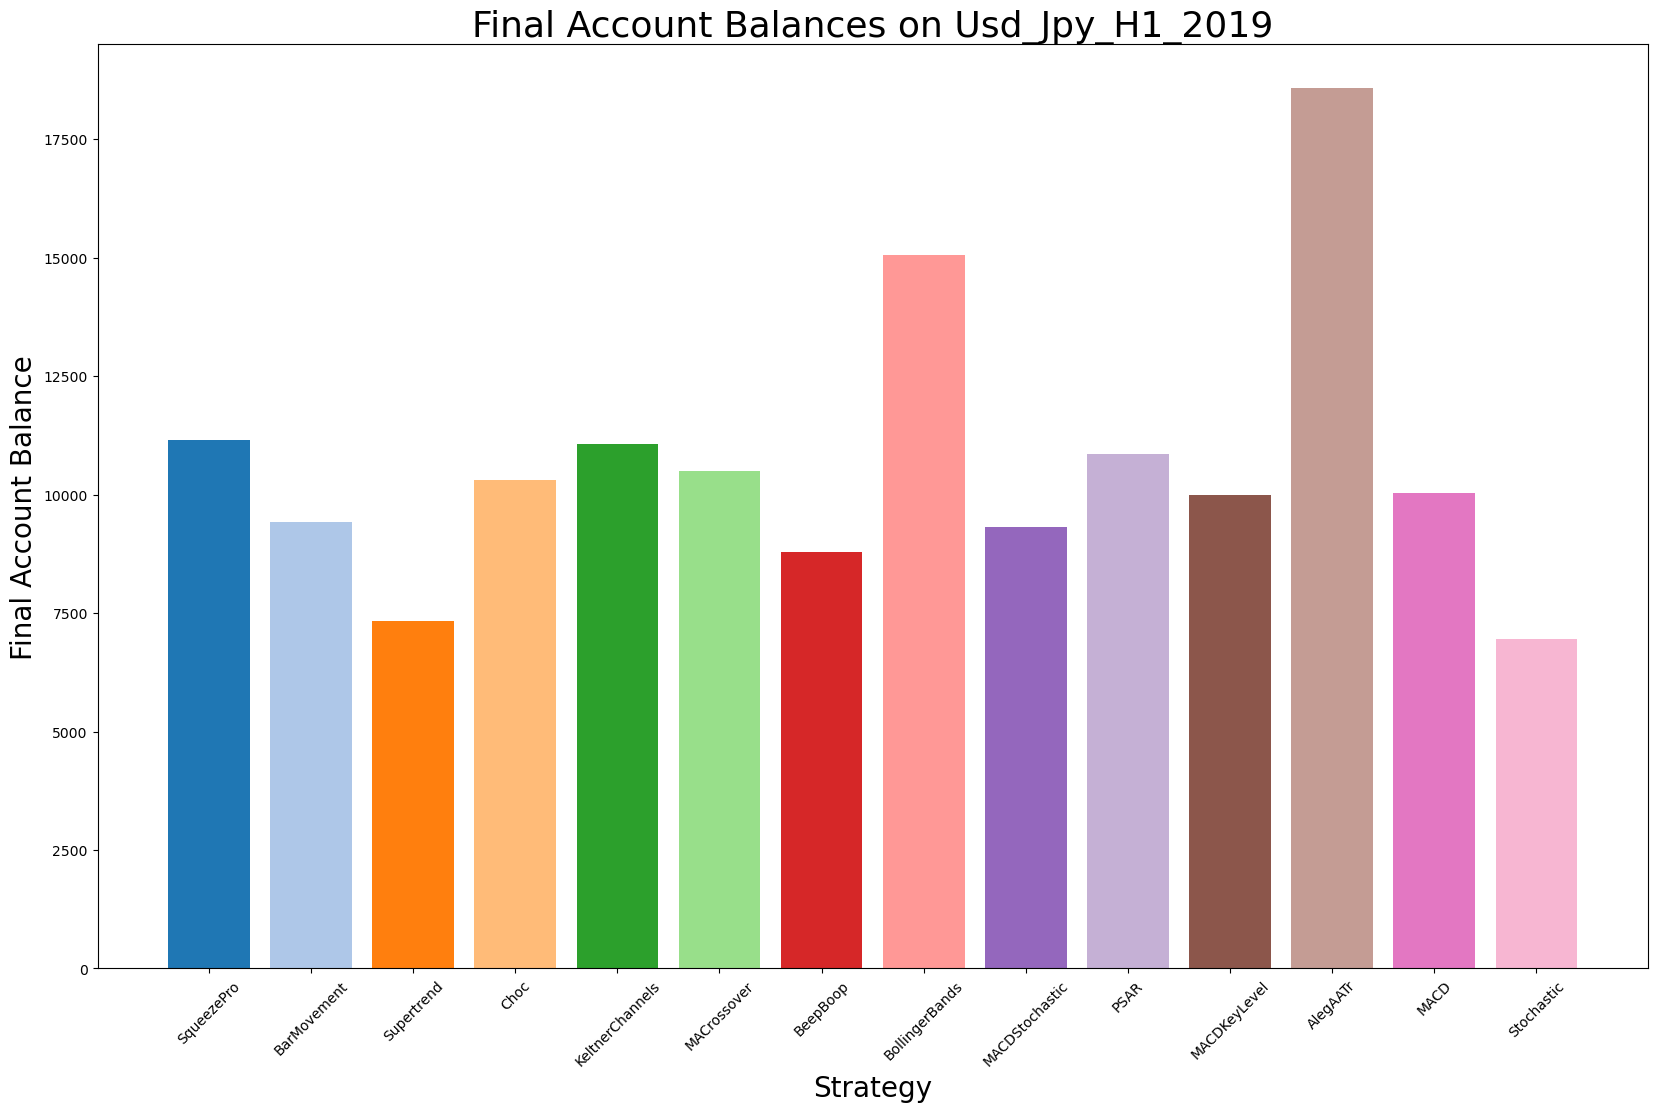 Final Account Balances on Usd_Jpy_H1_2019
Final Account Balance
17500
15000
12500
10000
7500
5000
2500
0
SqueezePro
BarMovement
Supertrend
Choc
KeltnerChannels
MACrossover
BeepBoop
BollingerBands
MACDStochastic
PSAR
MACDKeyLevel
AlegAATr
MACD
Stochastic
Strategy